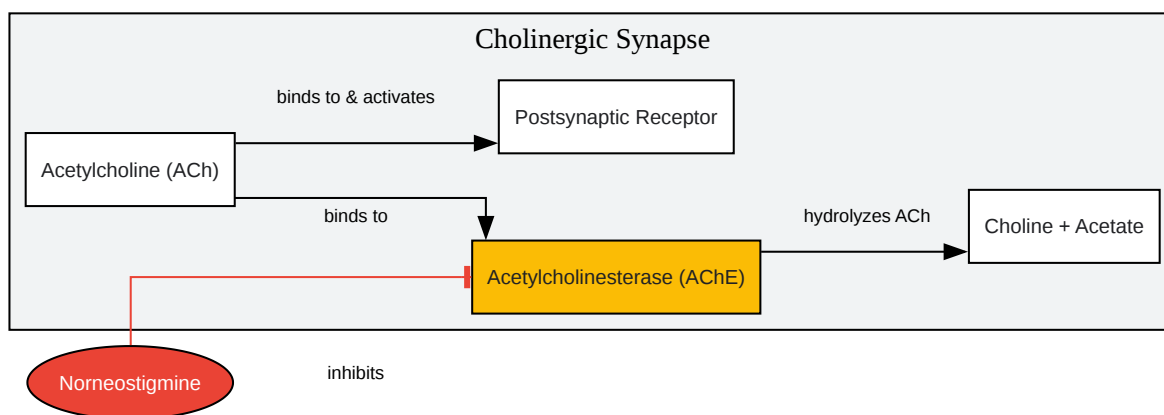 Cholinergic Synapse
binds to & activates
Postsynaptic Receptor
Acetylcholine (ACh)
binds to
hydrolyzes ACh
Choline + Acetate
Acetylcholinesterase (AChE)
Norneostigmine
inhibits